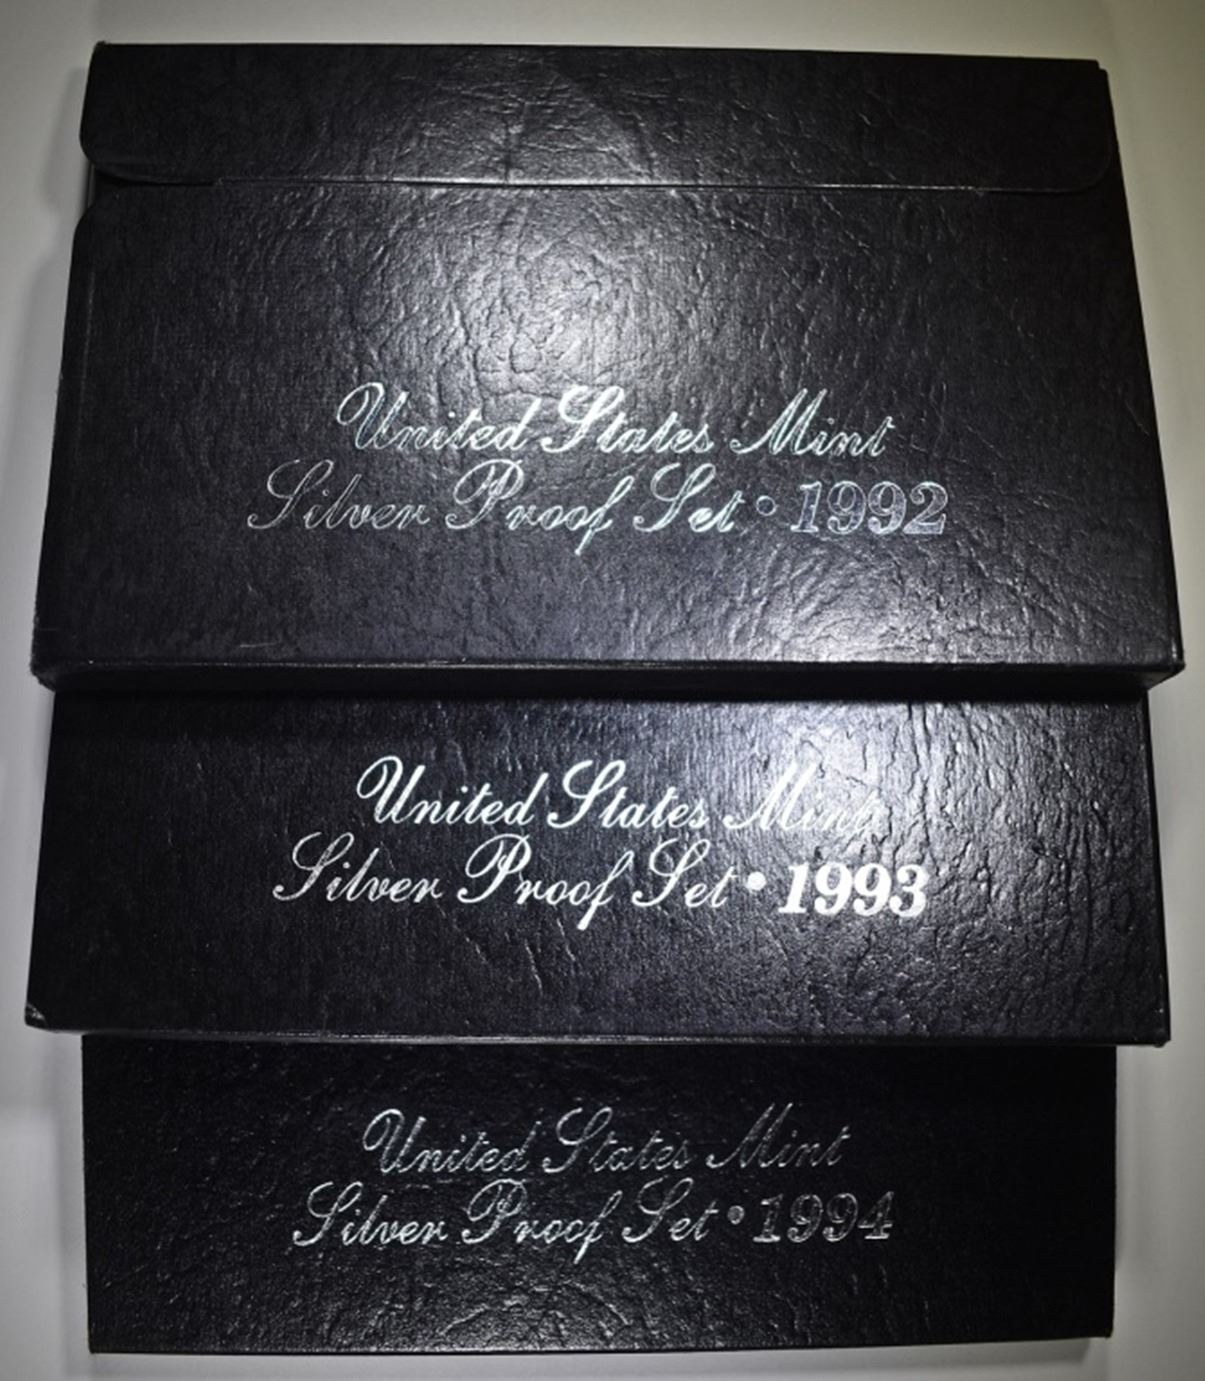 United States Mint
Silver Proof Set • 1992
United States Mint
Silver Proof Set • 1993
United States Mint
Silver Proof Set • 1994